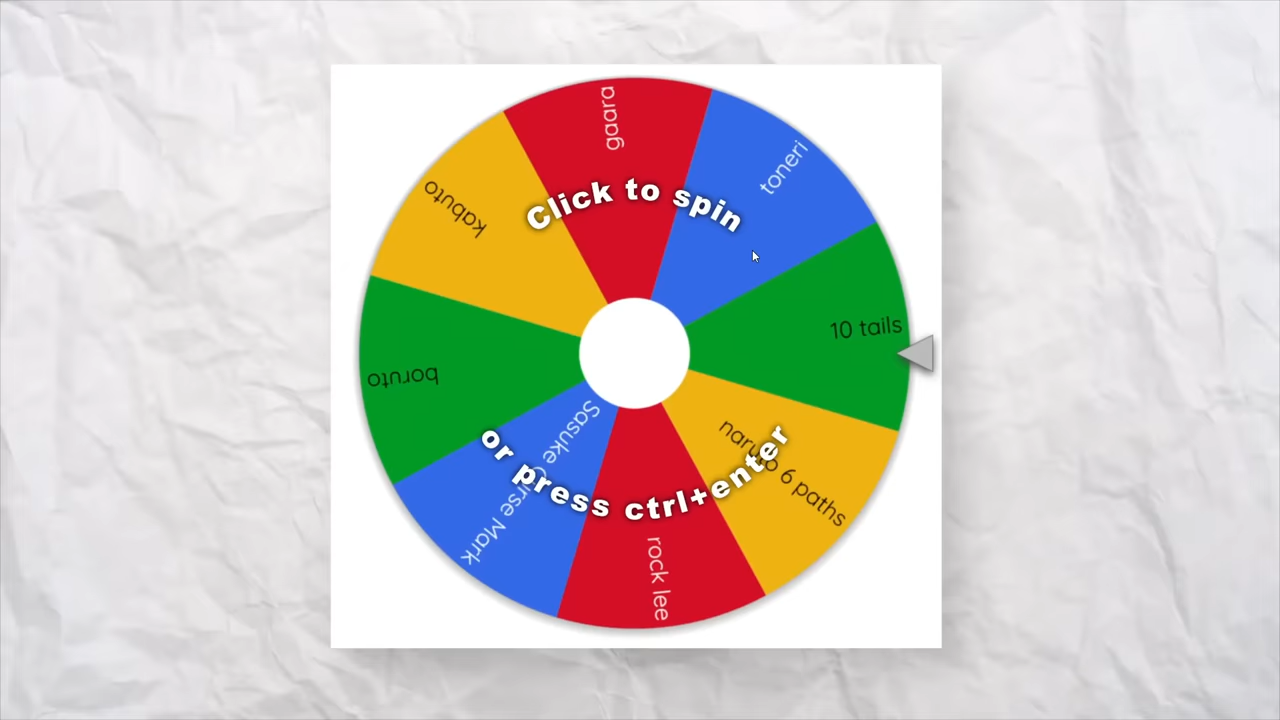 gaara
toneri
kabuto
Click to spin
10 tails
boruto
naruto 6 paths
Sasuke Curse Mark
or press ctrl+enter
rock lee